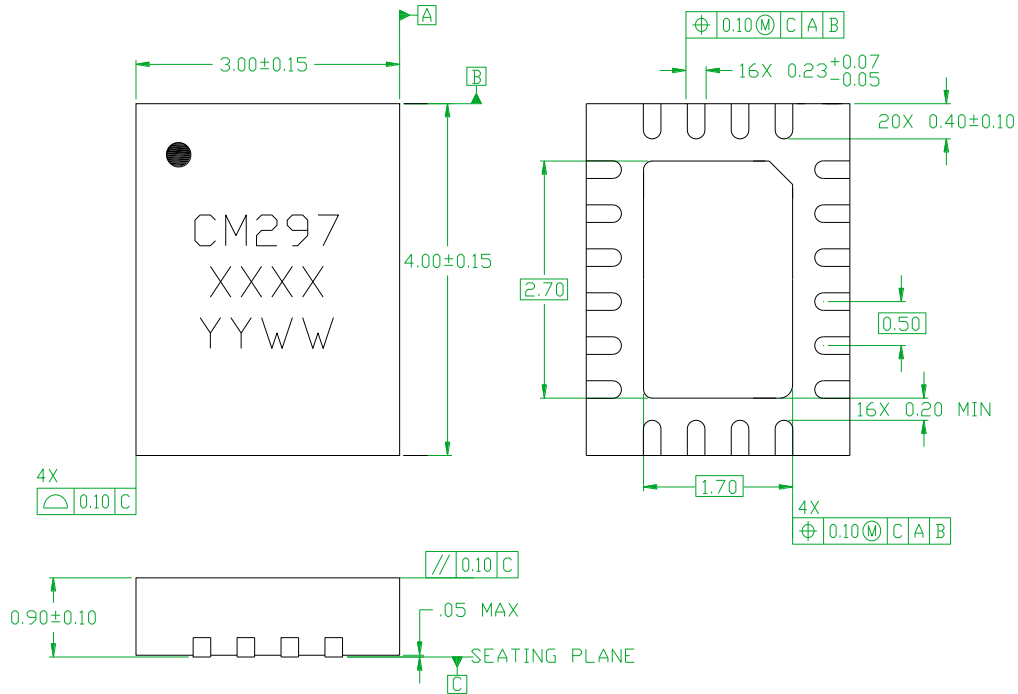 A
0.10 Ⓜ C A B
3.00±0.15
16X 0.23 +0.07 -0.05
B
20X 0.40±0.10
CM297
XXXX
YYWW
4.00±0.15
2.70
0.50
16X 0.20 MIN
4X
0.10 C
1.70
4X
0.10 Ⓜ C A B
// 0.10 C
0.90±0.10
.05 MAX
SEATING PLANE
C